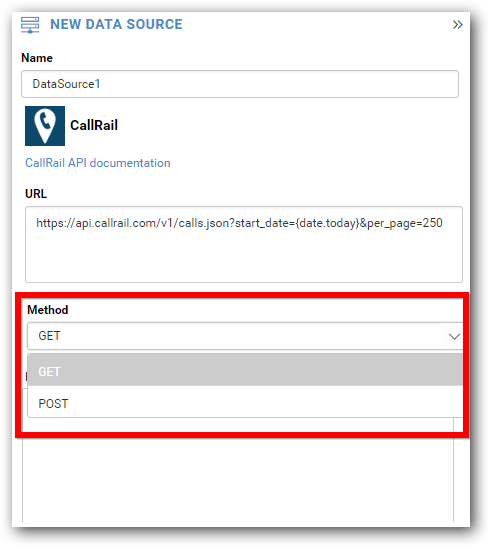 NEW DATA SOURCE
Name
DataSource1
CallRail
CallRail API documentation
URL
https://api.callrail.com/v1/calls.json?start_date={date.today}&per_page=250
Method
GET
GET
POST